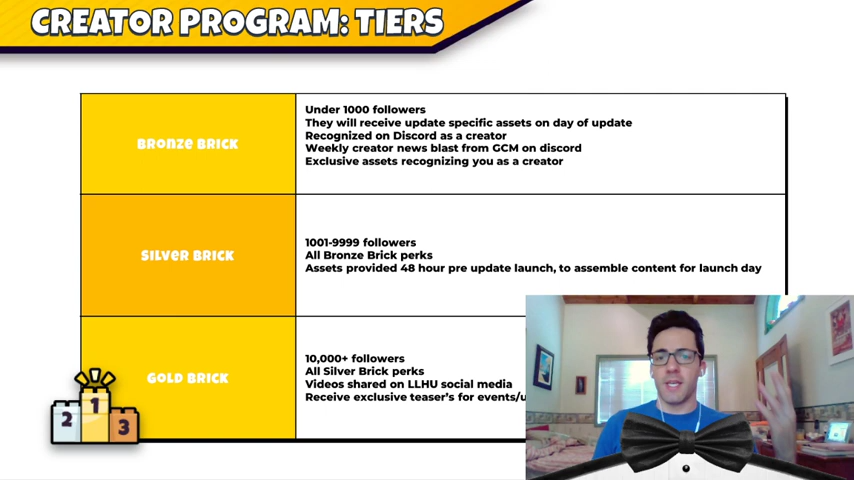 CREATOR PROGRAM: TIERS
BRONZE BRICK
Under 1000 followers
They will receive update specific assets on day of update
Recognized on Discord as a creator
Weekly creator news blast from GCM on discord
Exclusive assets recognizing you as a creator
SILVER BRICK
1001-9999 followers
All Bronze Brick perks
Assets provided 48 hour pre update launch, to assemble content for launch day
GOLD BRICK
10,000+ followers
All Silver Brick perks
Videos shared on LLHU social media
Receive exclusive teaser's for events/u
2 1 3